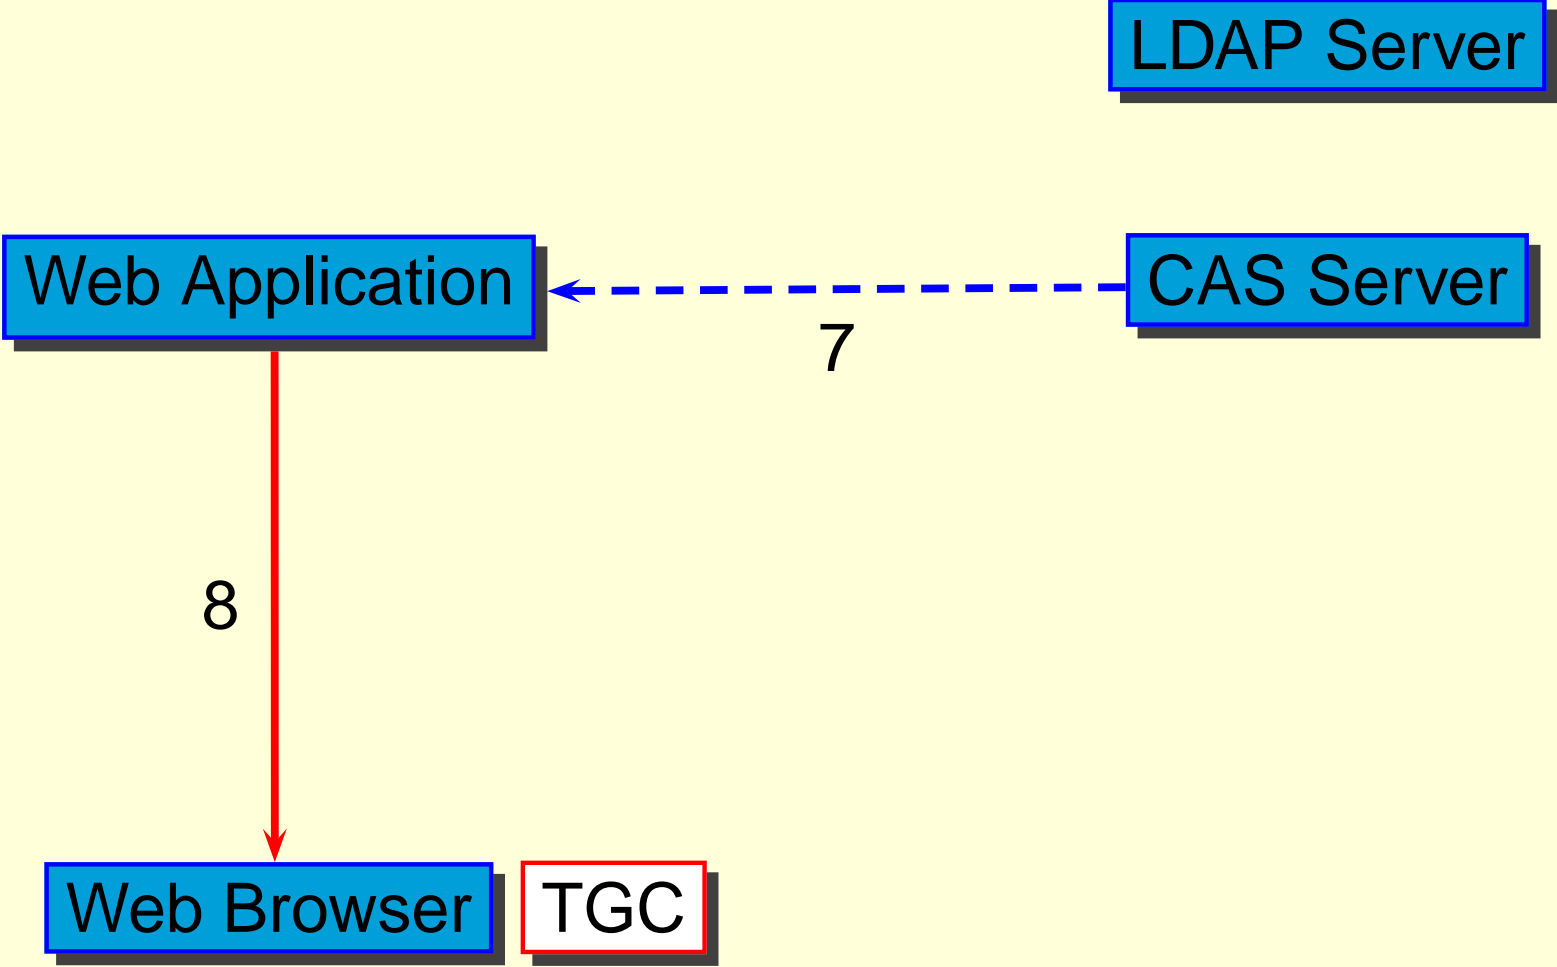 LDAP Server
Web Application
CAS Server
7
8
Web Browser
TGC